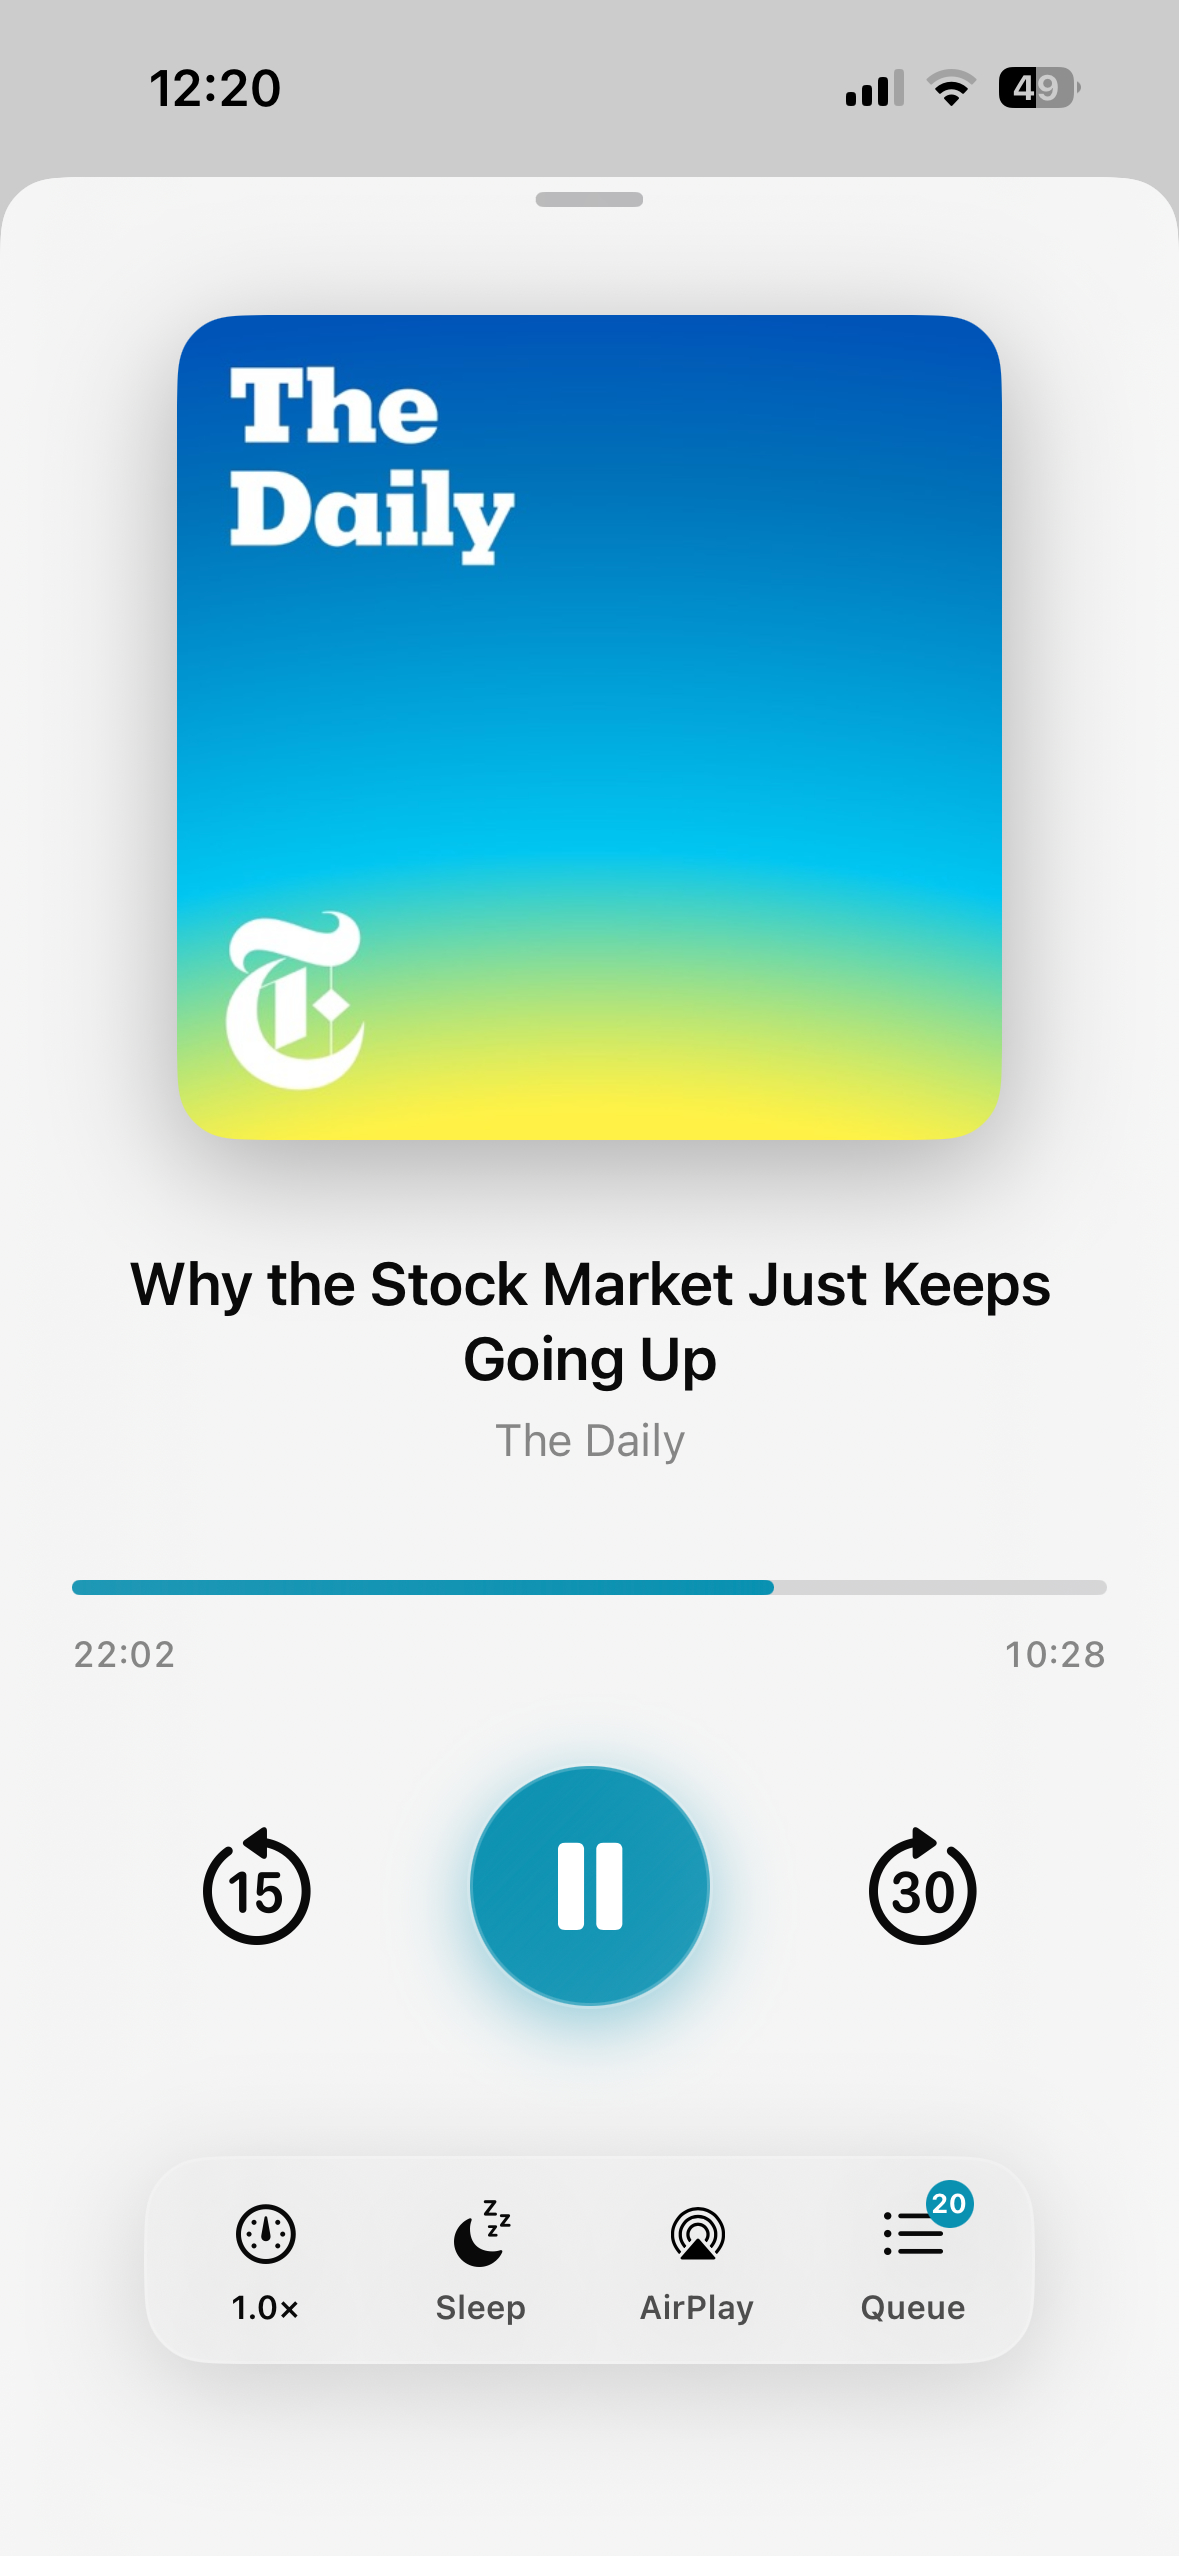 12:20
49
The
Daily
Why the Stock Market Just Keeps
Going Up
The Daily
22:02
10:28
15
30
20
1.0×
Sleep
AirPlay
Queue